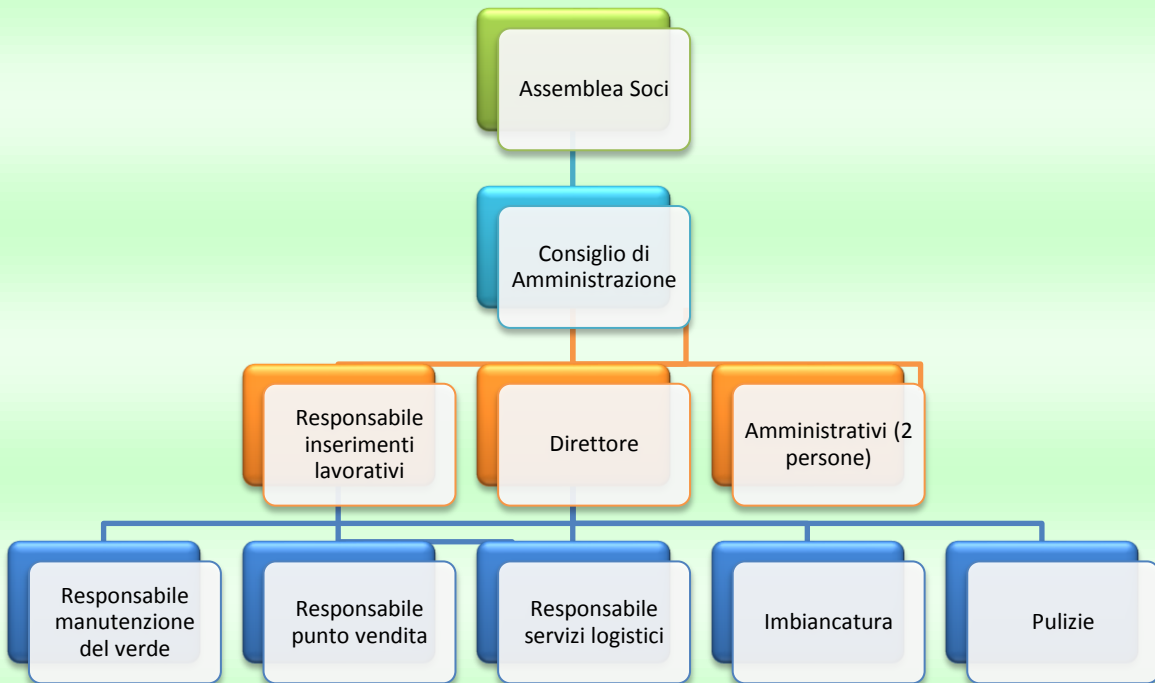 Assemblea Soci
Consiglio di
Amministrazione
Responsabile
inserimenti
lavorativi
Direttore
Amministrativi (2
persone)
Responsabile
manutenzione
del verde
Responsabile
punto vendita
Responsabile
servizi logistici
Imbiancatura
Pulizie